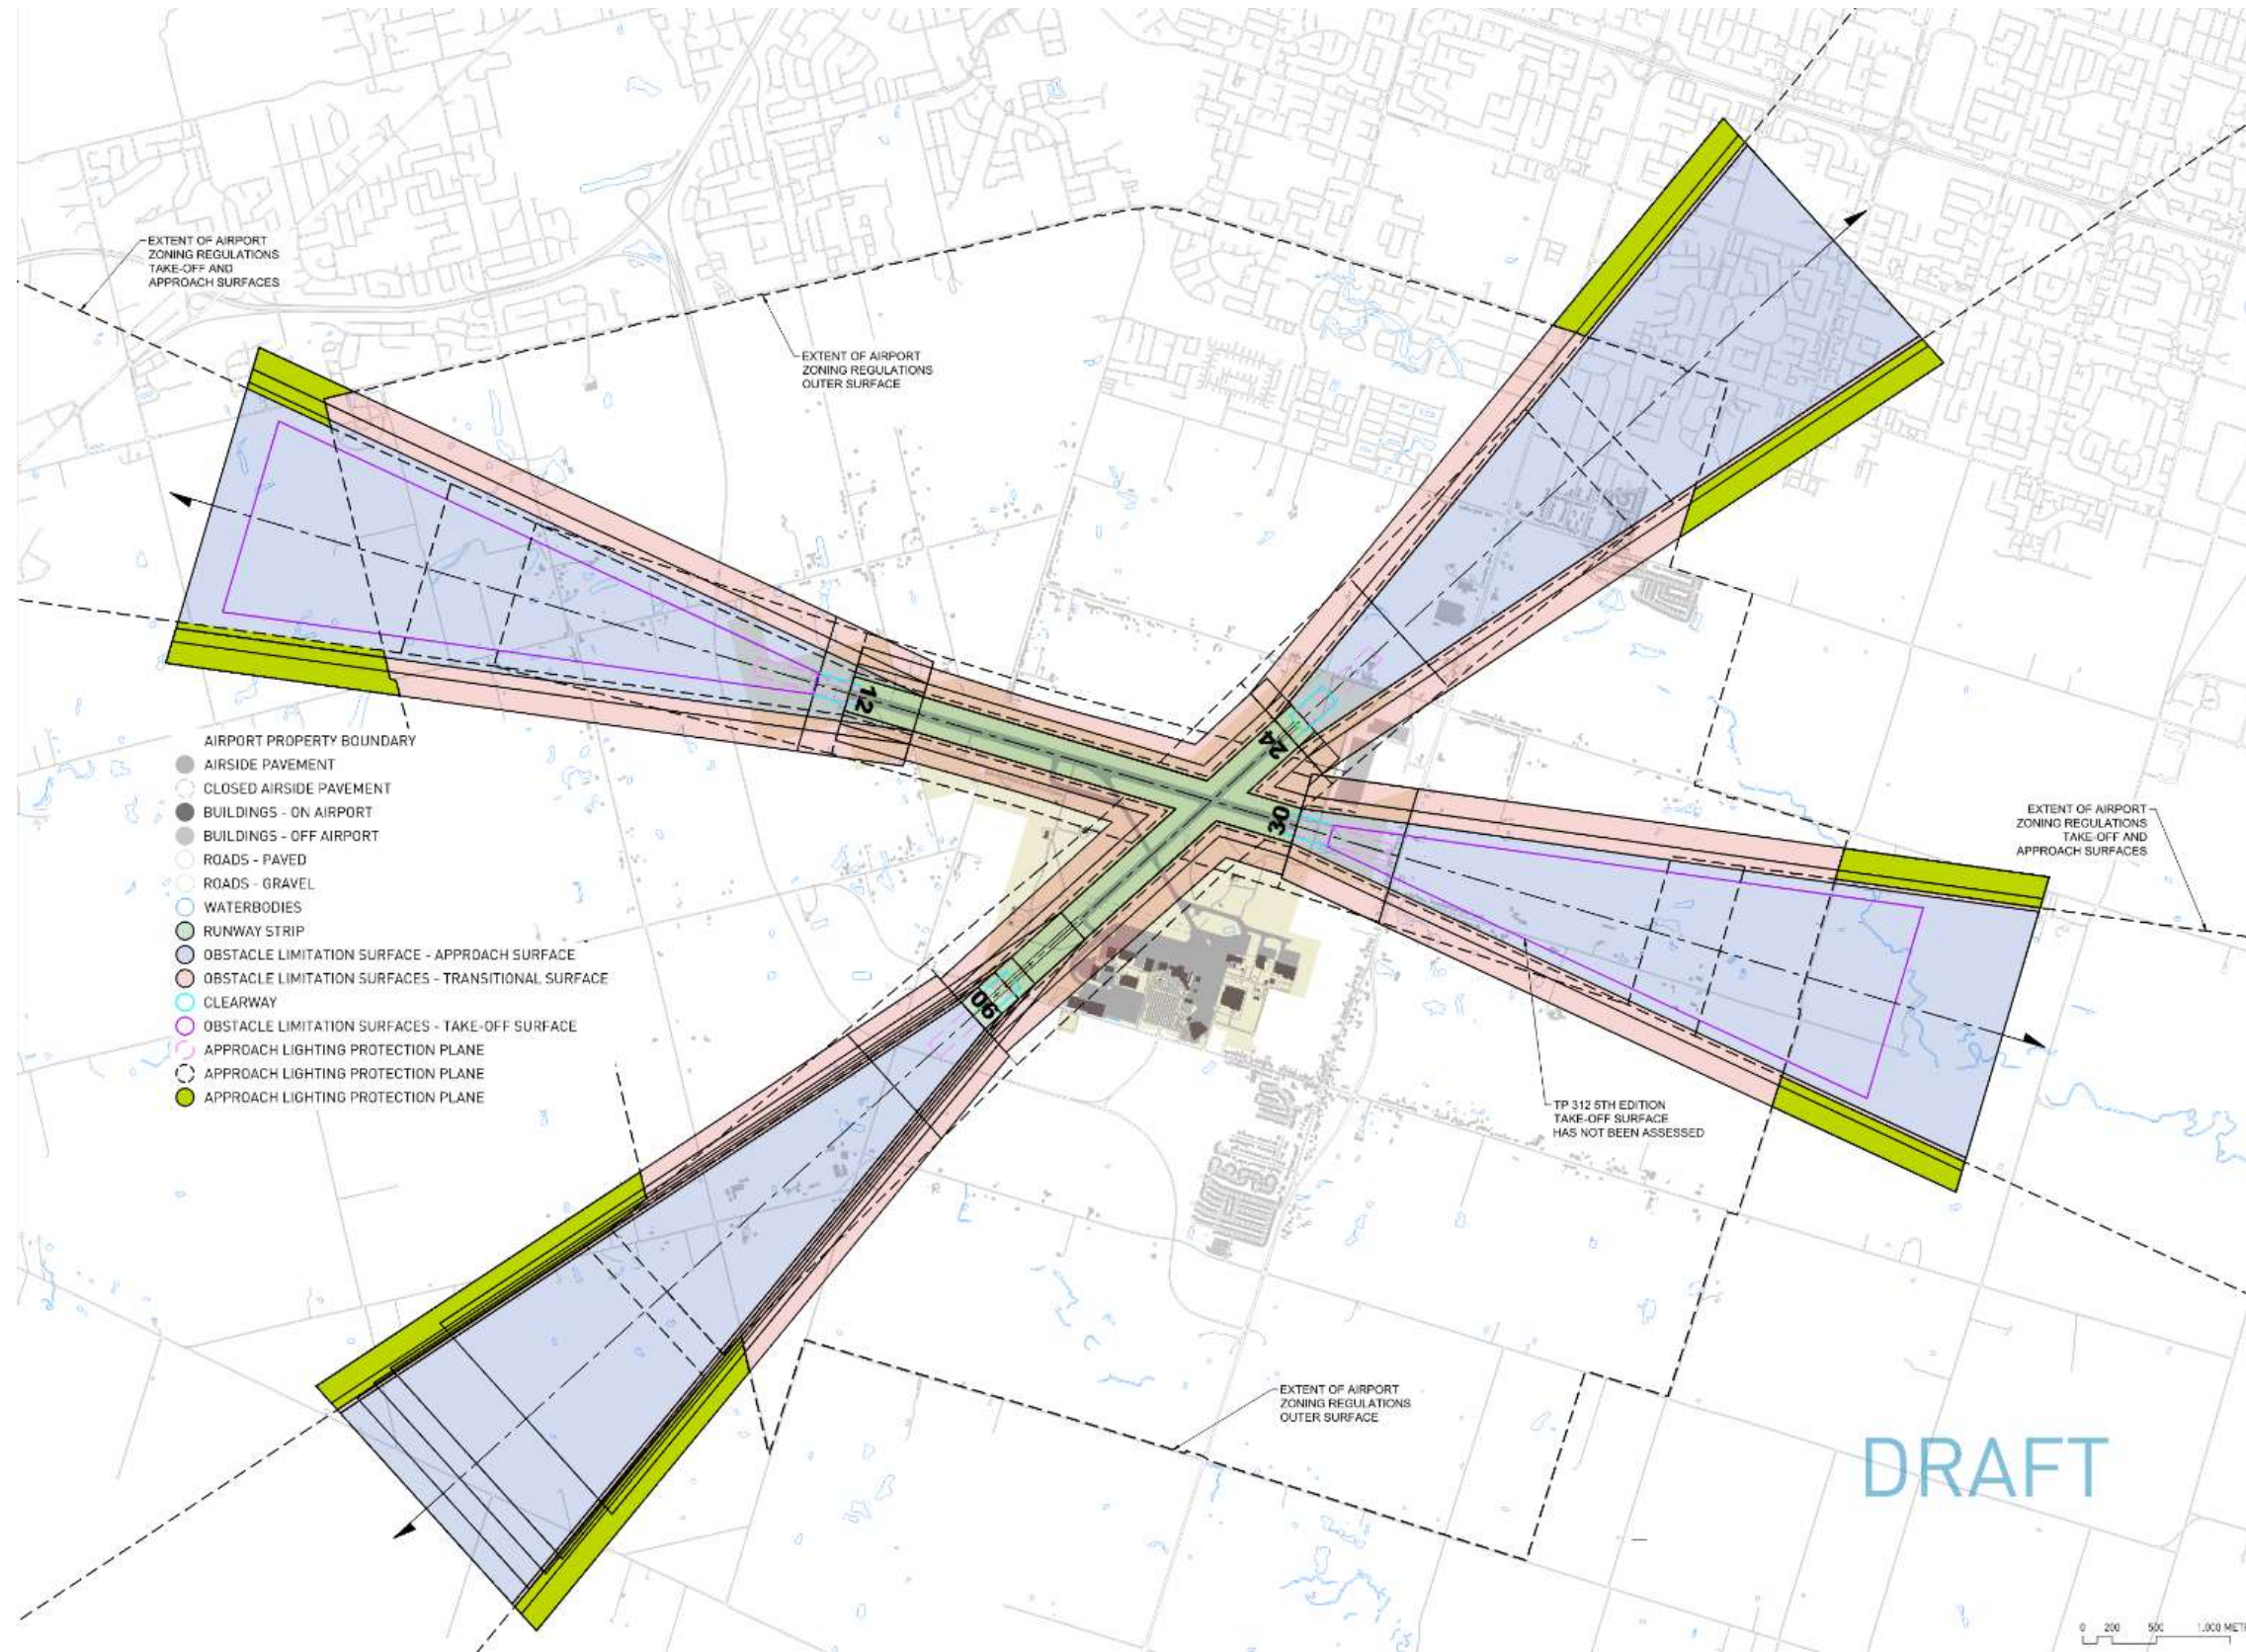 EXTENT OF AIRPORT
ZONING REGULATIONS
TAKE-OFF AND
APPROACH SURFACES
EXTENT OF AIRPORT
ZONING REGULATIONS
OUTER SURFACE
12
24
30
06
EXTENT OF AIRPORT
ZONING REGULATIONS
TAKE-OFF AND
APPROACH SURFACES
AIRPORT PROPERTY BOUNDARY
AIRSIDE PAVEMENT
CLOSED AIRSIDE PAVEMENT
BUILDINGS - ON AIRPORT
BUILDINGS - OFF AIRPORT
ROADS - PAVED
ROADS - GRAVEL
WATERBODIES
RUNWAY STRIP
OBSTACLE LIMITATION SURFACE - APPROACH SURFACE
OBSTACLE LIMITATION SURFACES - TRANSITIONAL SURFACE
CLEARWAY
OBSTACLE LIMITATION SURFACES - TAKE-OFF SURFACE
APPROACH LIGHTING PROTECTION PLANE
APPROACH LIGHTING PROTECTION PLANE
APPROACH LIGHTING PROTECTION PLANE
TP 312 5TH EDITION
TAKE-OFF SURFACE
HAS NOT BEEN ASSESSED
EXTENT OF AIRPORT
ZONING REGULATIONS
OUTER SURFACE
DRAFT
0 200 500 1,000 MET